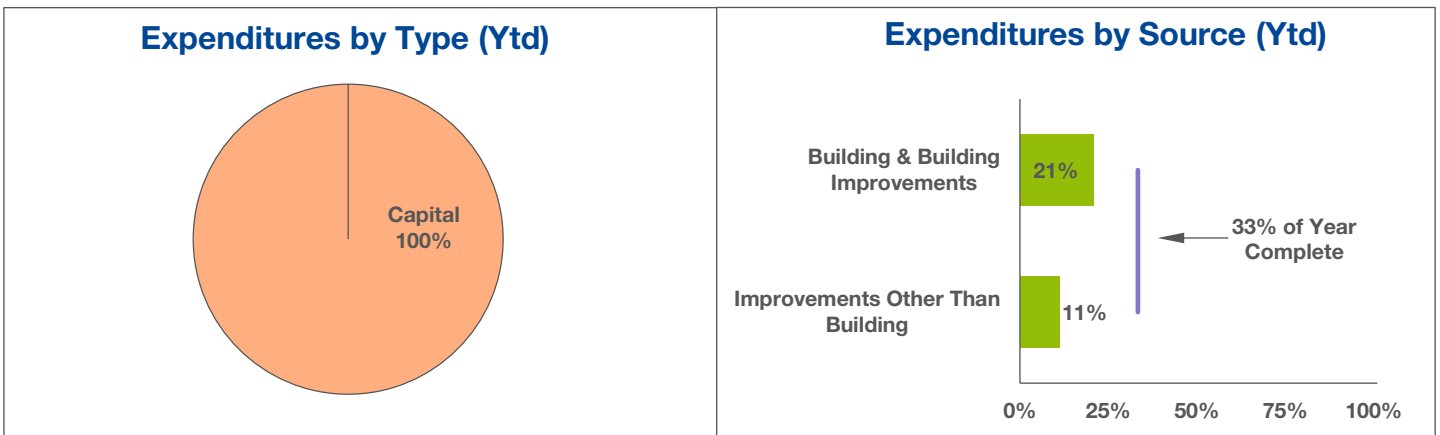 Expenditures by Type (Ytd)
Capital
100%
Expenditures by Source (Ytd)
Building & Building
Improvements
21%
33% of Year
Complete
Improvements Other Than
Building
11%
0% 25% 50% 75% 100%